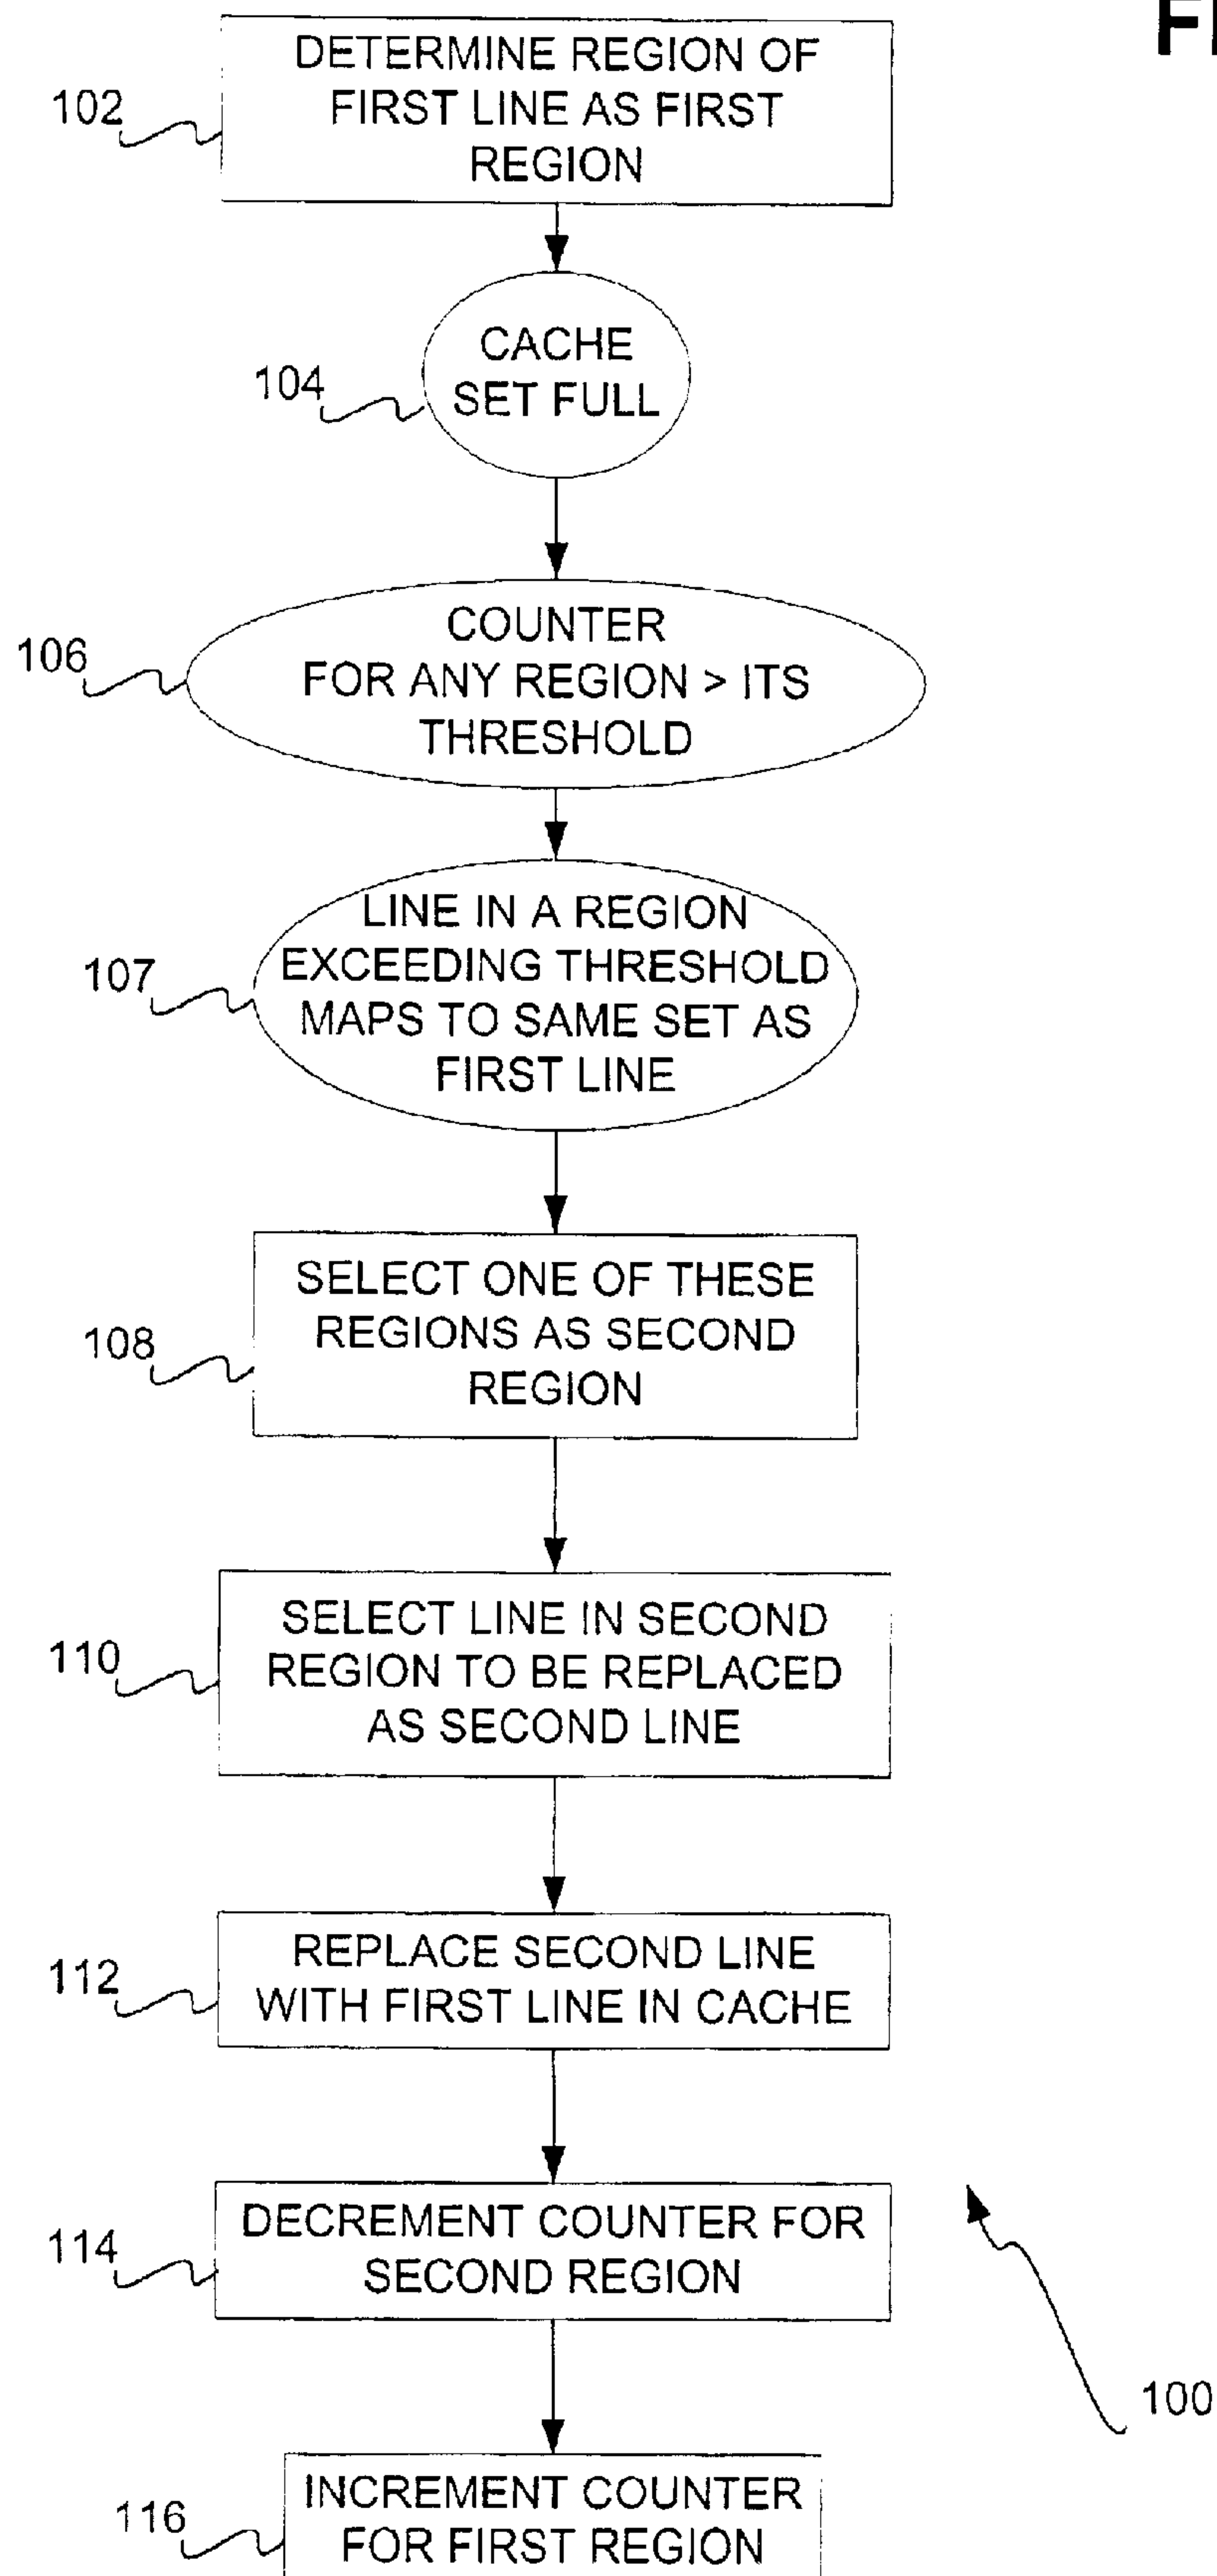 DETERMINE REGION OF
FIRST LINE AS FIRST
REGION
102
CACHE
SET FULL
104
COUNTER
FOR ANY REGION > ITS
THRESHOLD
106
LINE IN A REGION
EXCEEDING THRESHOLD
MAPS TO SAME SET AS
FIRST LINE
107
SELECT ONE OF THESE
REGIONS AS SECOND
REGION
108
SELECT LINE IN SECOND
REGION TO BE REPLACED
AS SECOND LINE
110
REPLACE SECOND LINE
WITH FIRST LINE IN CACHE
112
DECREMENT COUNTER FOR
SECOND REGION
114
100
INCREMENT COUNTER
FOR FIRST REGION
116